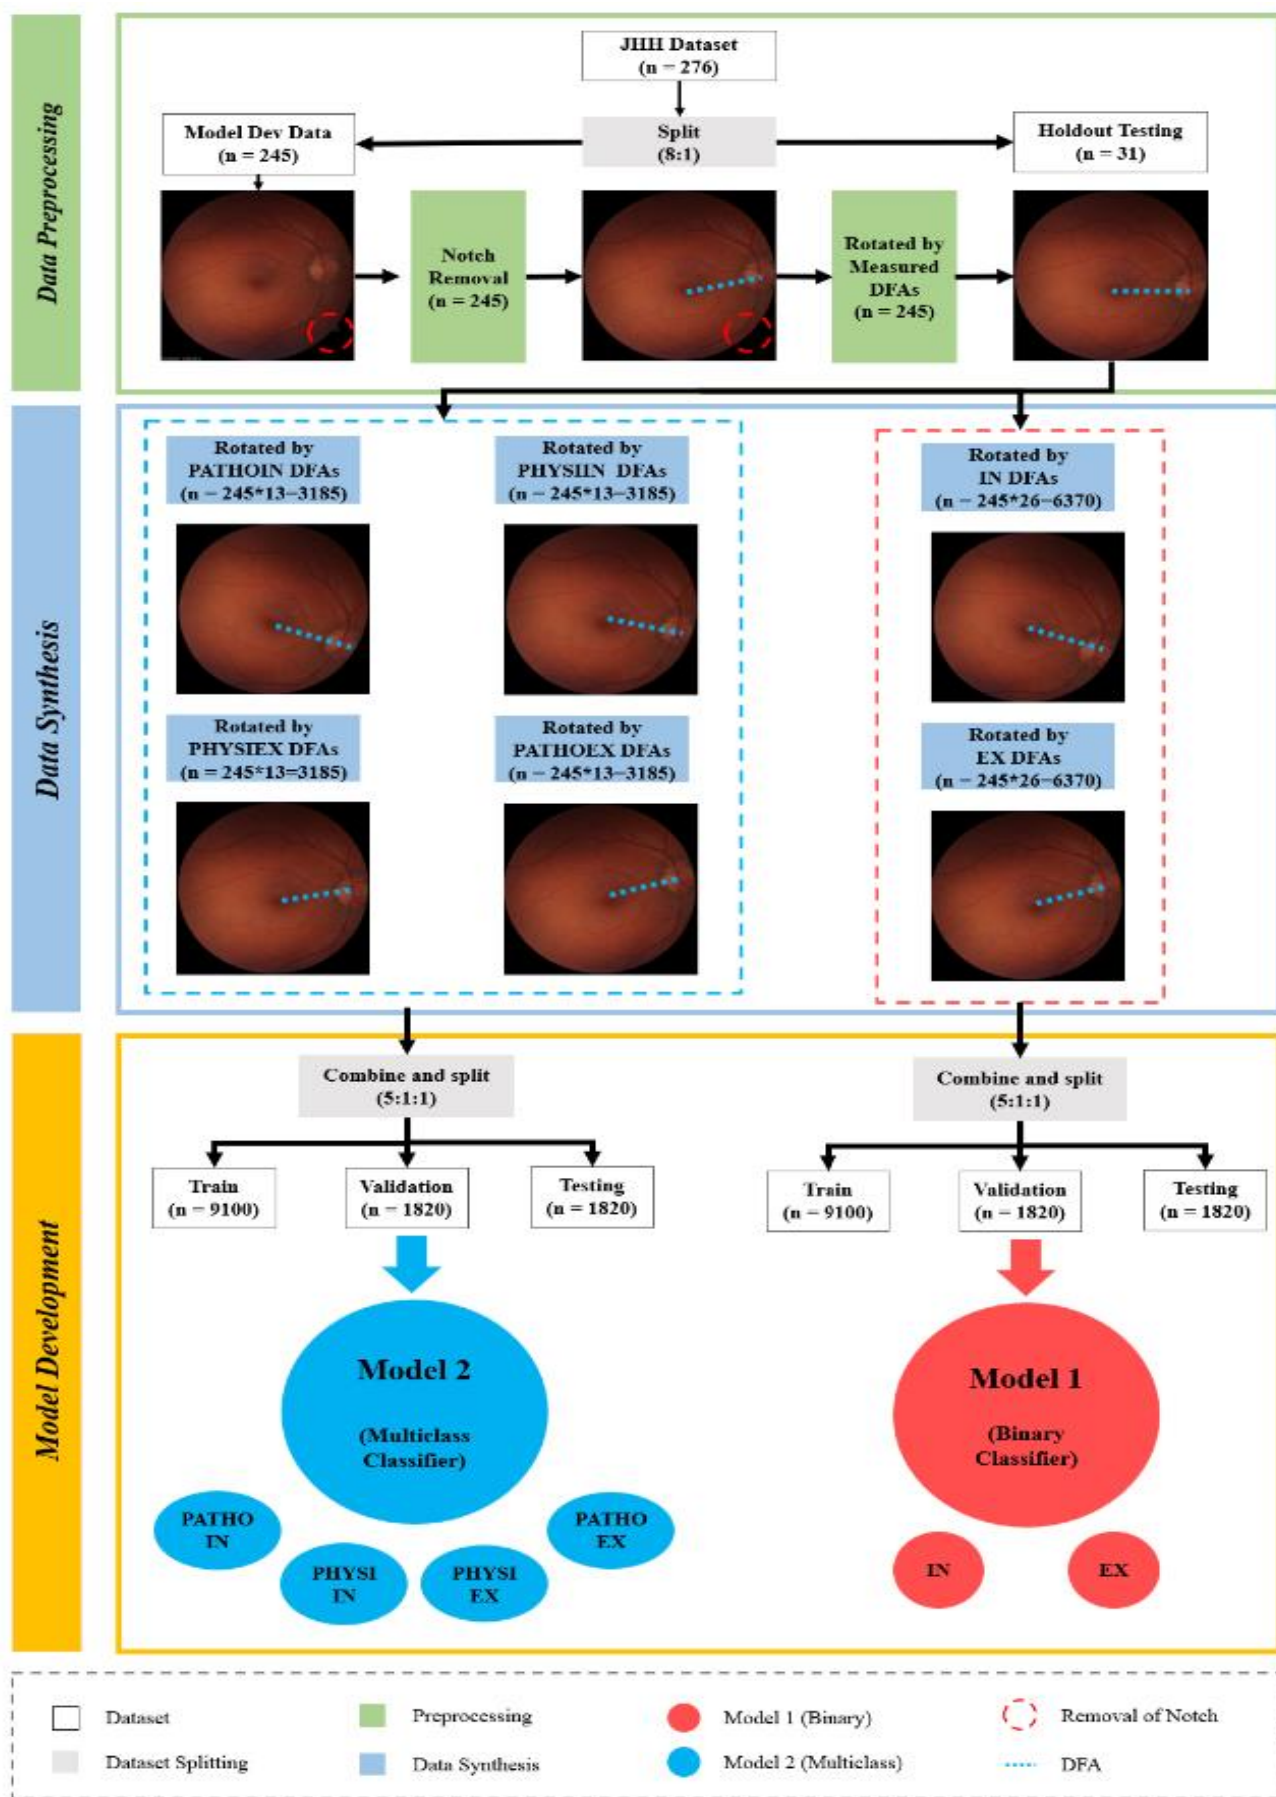 Data Preprocessing
JHH Dataset
(n = 276)
Model Dev Data
(n = 245)
Split
(8:1)
Holdout Testing
(n = 31)
Notch
Removal
(n = 245)
Rotated by
Measured
DFAs
(n = 245)
Data Synthesis
Rotated by
PATHOIN DFAs
(n = 245*13=3185)
Rotated by
PHYSIIN DFAs
(n = 245*13=3185)
Rotated by
IN DFAs
(n = 245*26=6370)
Rotated by
PHYSIEX DFAs
(n = 245*13=3185)
Rotated by
PATHOEX DFAs
(n = 245*13=3185)
Rotated by
EX DFAs
(n = 245*26=6370)
Model Development
Combine and split
(5:1:1)
Combine and split
(5:1:1)
Train
(n = 9100)
Validation
(n = 1820)
Testing
(n = 1820)
Train
(n = 9100)
Validation
(n = 1820)
Testing
(n = 1820)
Model 2
(Multiclass
Classifier)
Model 1
(Binary
Classifier)
PATHO
IN
PHYSI
IN
PHYSI
EX
PATHO
EX
IN
EX
Dataset
Preprocessing
Model 1 (Binary)
Removal of Notch
Dataset Splitting
Data Synthesis
Model 2 (Multiclass)
DFA